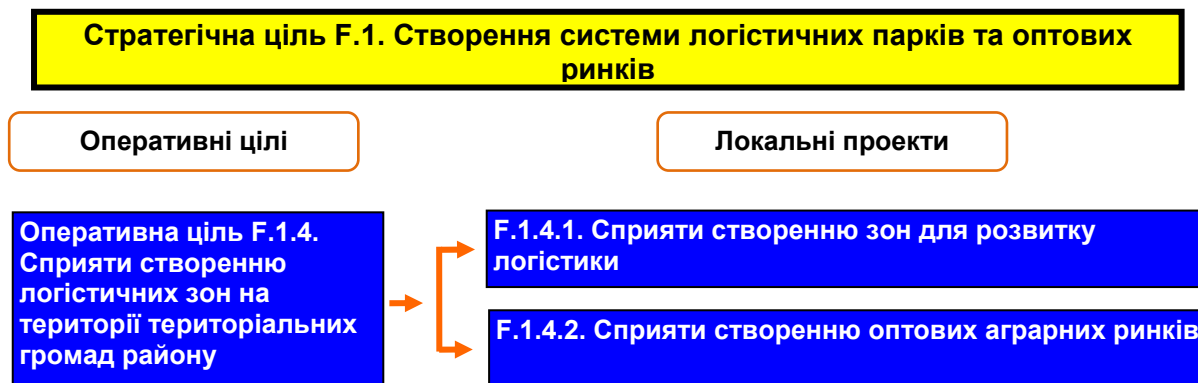 Стратегічна ціль F.1. Створення системи логістичних парків та оптових
ринків
Оперативні цілі
Локальні проекти
Оперативна ціль F.1.4.
Сприяти створенню
логістичних зон на
території територіальних
громад району
F.1.4.1. Сприяти створенню зон для розвитку
логістики
F.1.4.2. Сприяти створенню оптових аграрних ринків